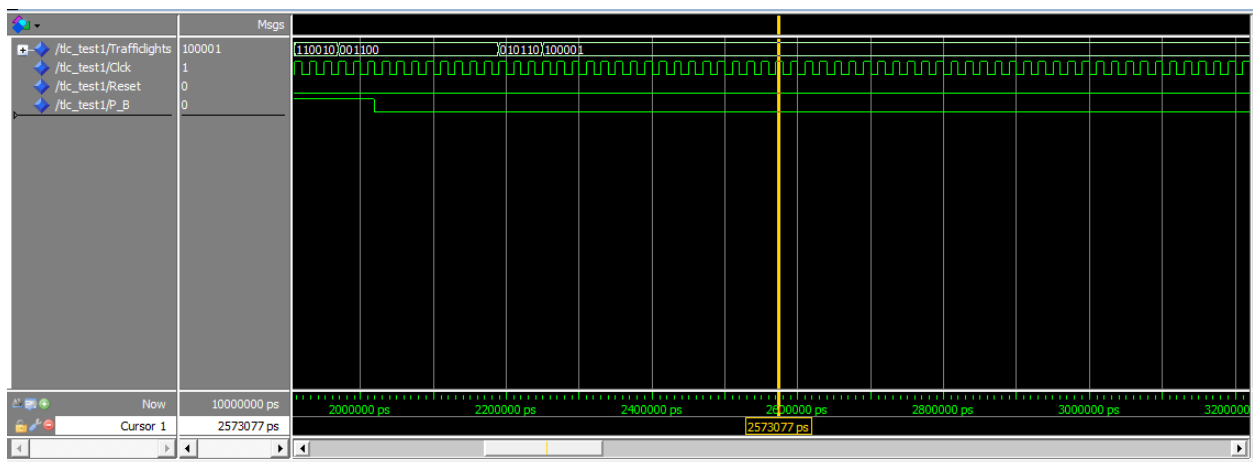 Msgs
/tlc_test1/Trafficlights 100001 110010 001100 010110 100001
/tlc_test1/Clck 1
/tlc_test1/Reset 0
/tlc_test1/P_B 0
Now 10000000 ps 2000000 ps 2200000 ps 2400000 ps 2600000 ps 2800000 ps 3000000 ps 3200000
Cursor 1 2573077 ps 2573077 ps